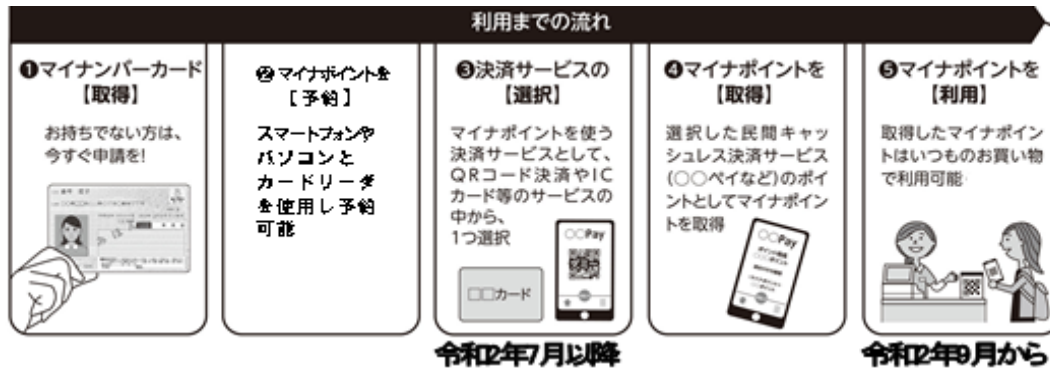 利用までの流れ
❶マイナンバーカード
【取得】
お持ちでない方は、
今すぐ申請を!
❷マイナポイントを
【予約】
スマートフォンや
パソコンと
カードリーダ
を使用し予約
可能
❸決済サービスの
【選択】
マイナポイントを使う
決済サービスとして、
QRコード決済やIC
カード等のサービスの
中から、
1つ選択
□□カード
○○Pay
❹マイナポイントを
【取得】
選択した民間キャッ
シュレス決済サービス
(○○ペイなど)のポイ
ントとしてマイナポイン
トを取得
○○Pay
❺マイナポイントを
【利用】
取得したマイナポイン
トはいつものお買い物
で利用可能
令和2年7月以降
令和2年9月から